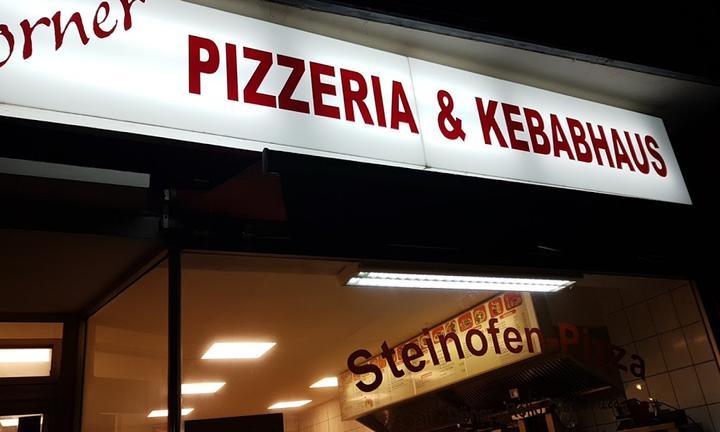 orner
PIZZERIA & KEBABHAUS
Steinofen-Pizza